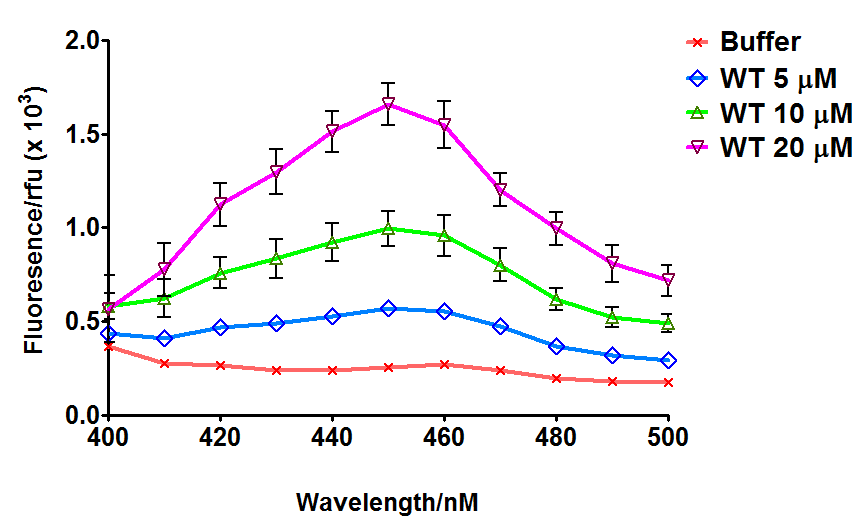 2.0
1.5
1.0
0.5
0.0
400
420
440
460
480
500
Fluoresence/rfu (x 10³)
Wavelength/nM
Buffer
WT 5 μM
WT 10 μM
WT 20 μM